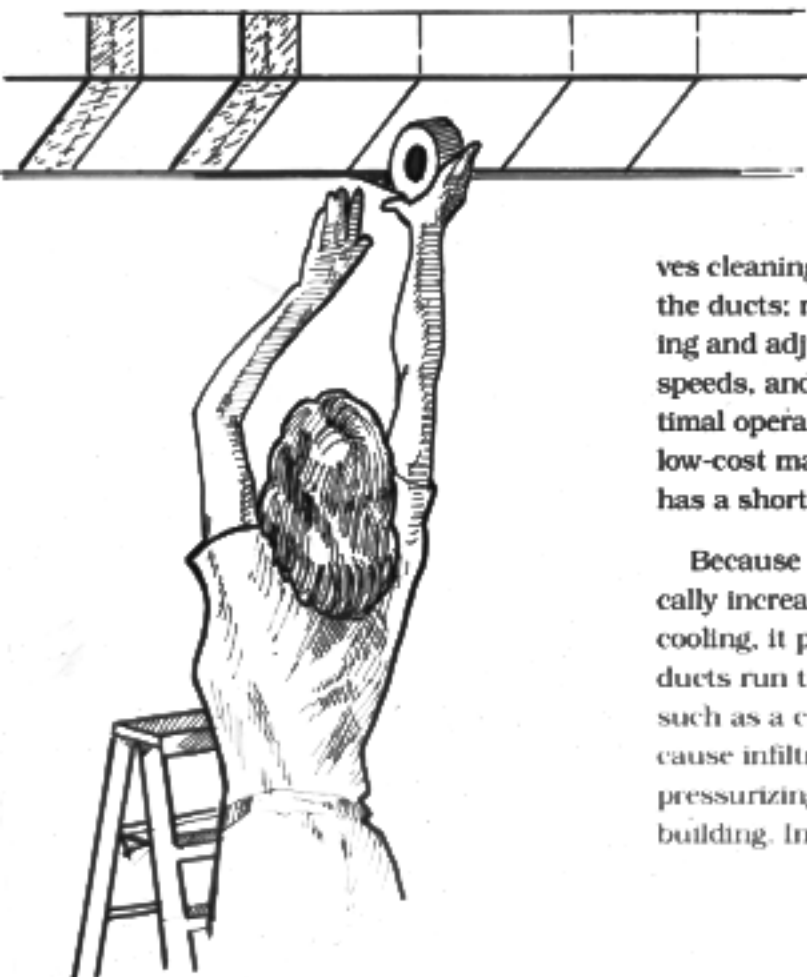 ves cleaning
the ducts:
ing and adj
speeds, and
timal opera
low-cost ma
has a short
Because
cally increa
cooling, it p
ducts run t
such as a c
cause infilt
pressurizing
building. In